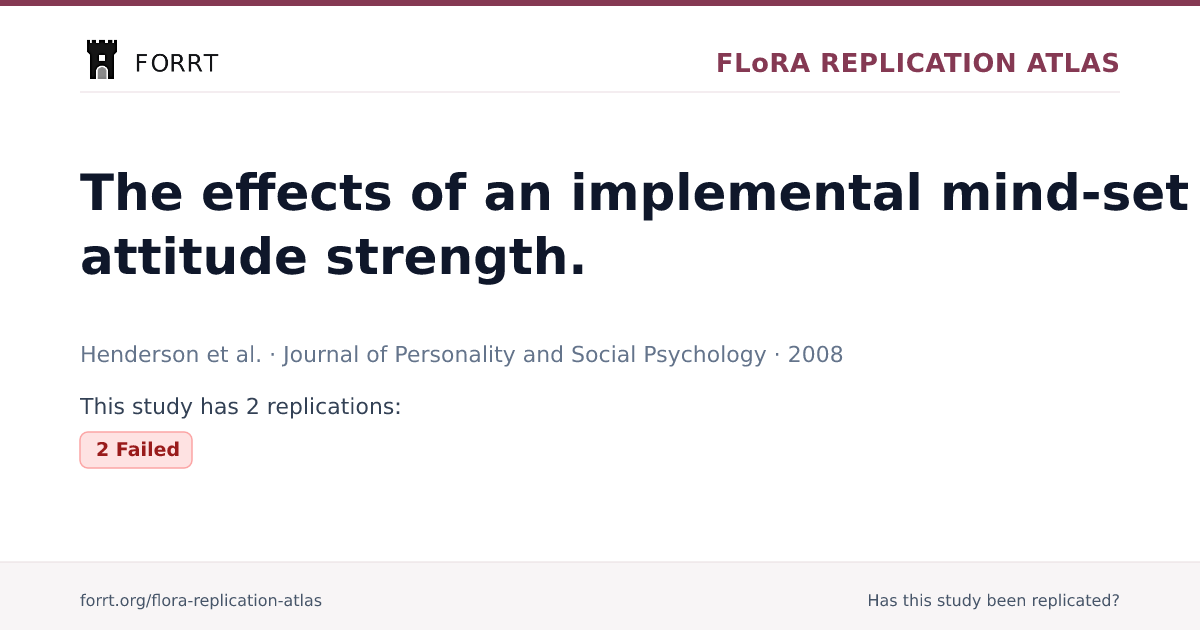 FORRT
FLoRA REPLICATION ATLAS
The effects of an implemental mind-set
attitude strength.
Henderson et al. · Journal of Personality and Social Psychology · 2008
This study has 2 replications:
2 Failed
forrt.org/flora-replication-atlas
Has this study been replicated?